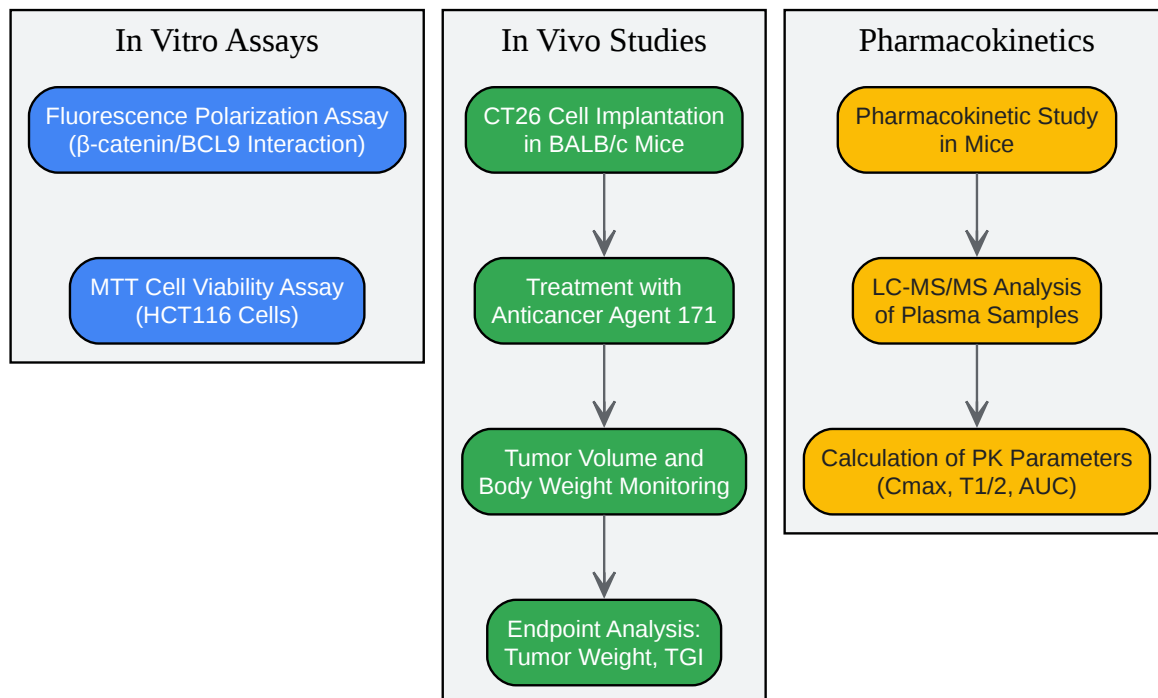 In Vitro Assays
Fluorescence Polarization Assay
(β-catenin/BCL9 Interaction)
MTT Cell Viability Assay
(HCT116 Cells)
In Vivo Studies
CT26 Cell Implantation
in BALB/c Mice
Treatment with
Anticancer Agent 171
Tumor Volume and
Body Weight Monitoring
Endpoint Analysis:
Tumor Weight, TGI
Pharmacokinetics
Pharmacokinetic Study
in Mice
LC-MS/MS Analysis
of Plasma Samples
Calculation of PK Parameters
(Cmax, T1/2, AUC)